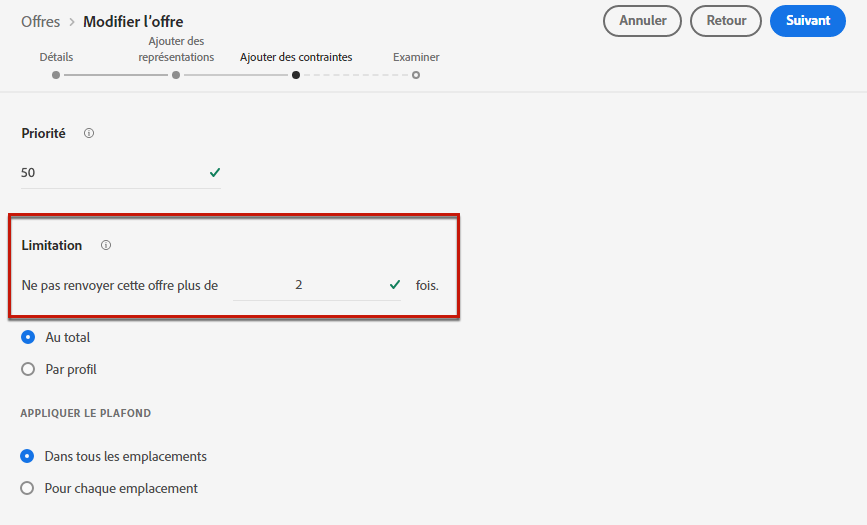 Offres > Modifier l'offre
Annuler
Retour
Suivant
Détails
Ajouter des
représentations
Ajouter des contraintes
Examiner
Priorité
50
Limitation
Ne pas renvoyer cette offre plus de 2 fois.
Au total
Par profil
APPLIQUER LE PLAFOND
Dans tous les emplacements
Pour chaque emplacement